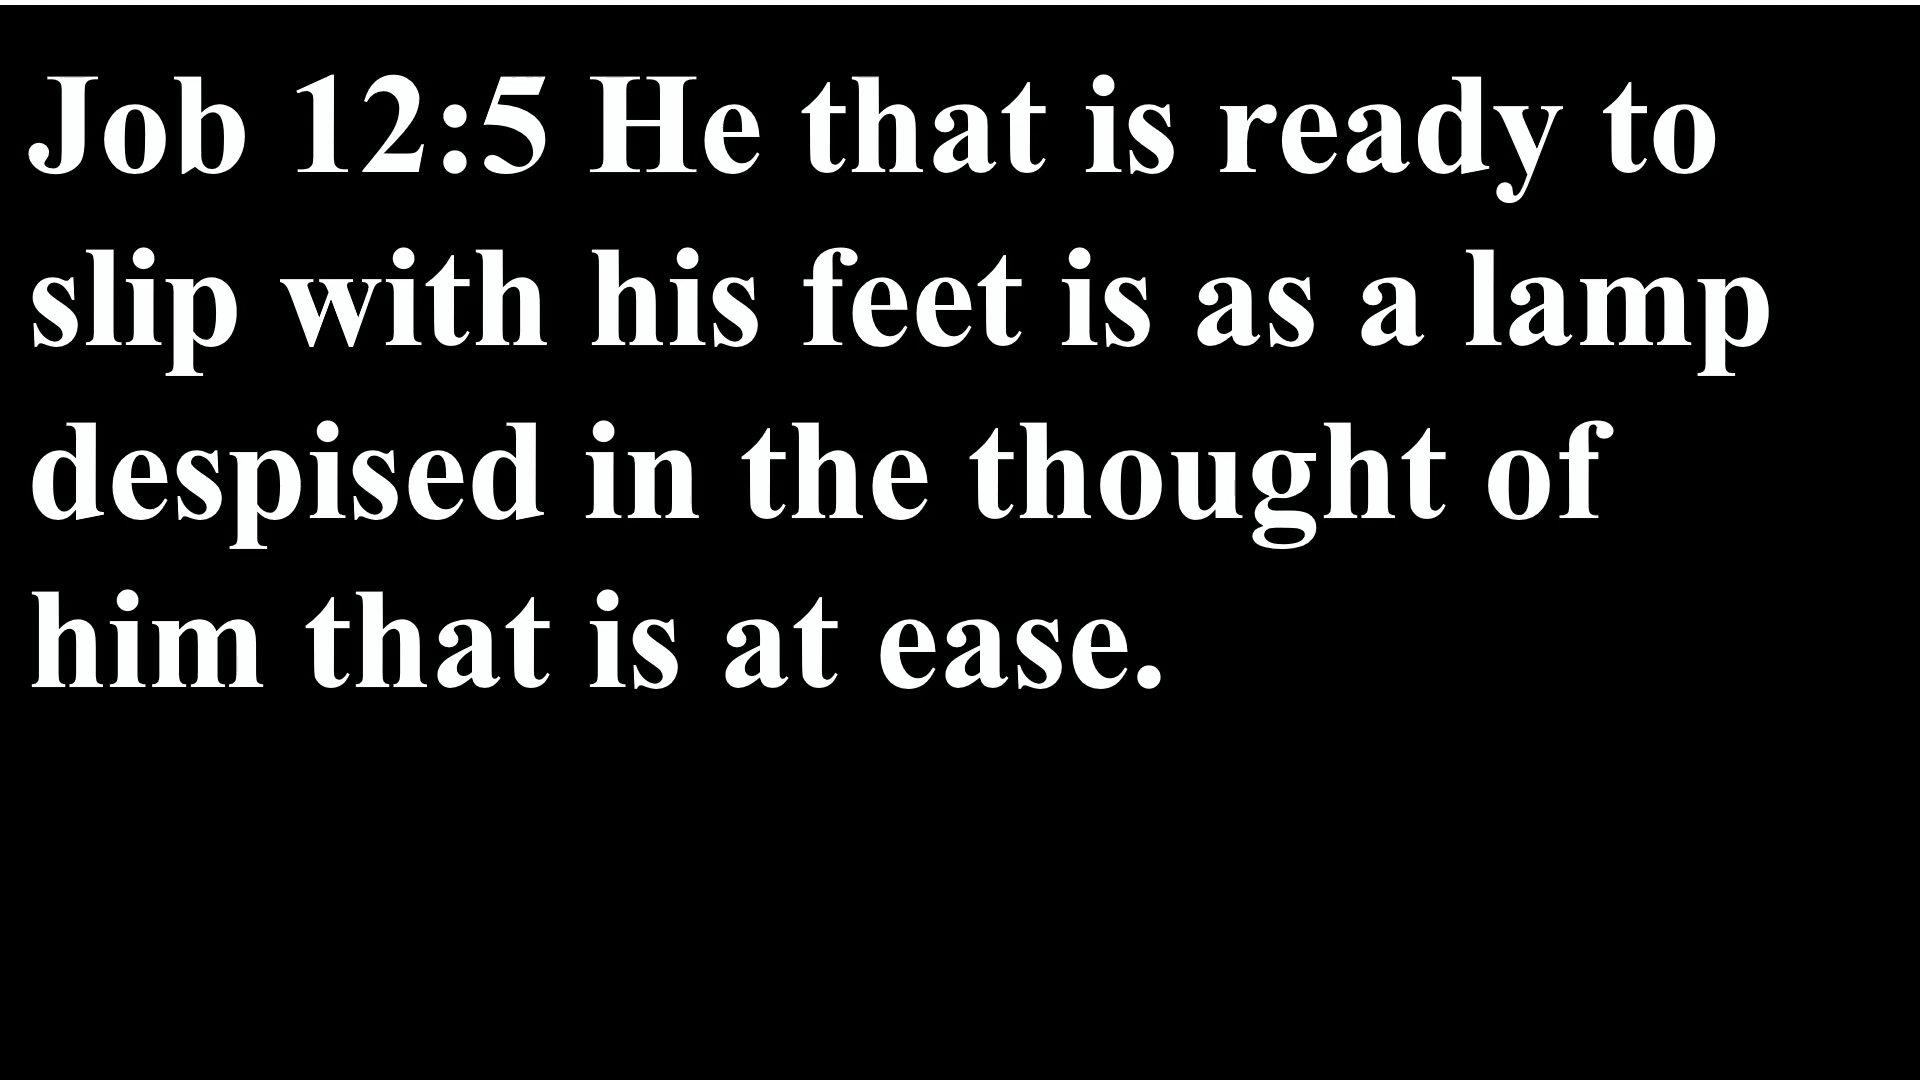 Job 12:5 He that is ready to
slip with his feet is as a lamp
despised in the thought of
him that is at ease.